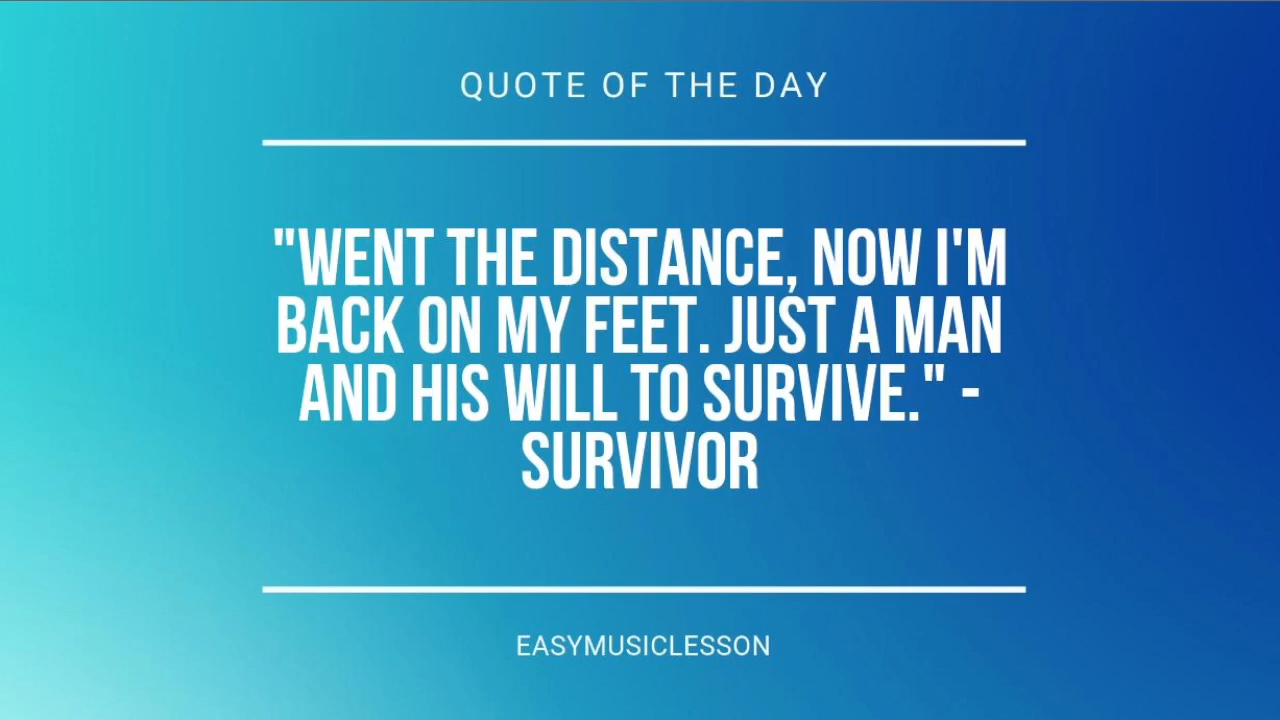 QUOTE OF THE DAY
"WENT THE DISTANCE, NOW I'M
BACK ON MY FEET. JUST A MAN
AND HIS WILL TO SURVIVE." -
SURVIVOR
EASYMUSICLESSON